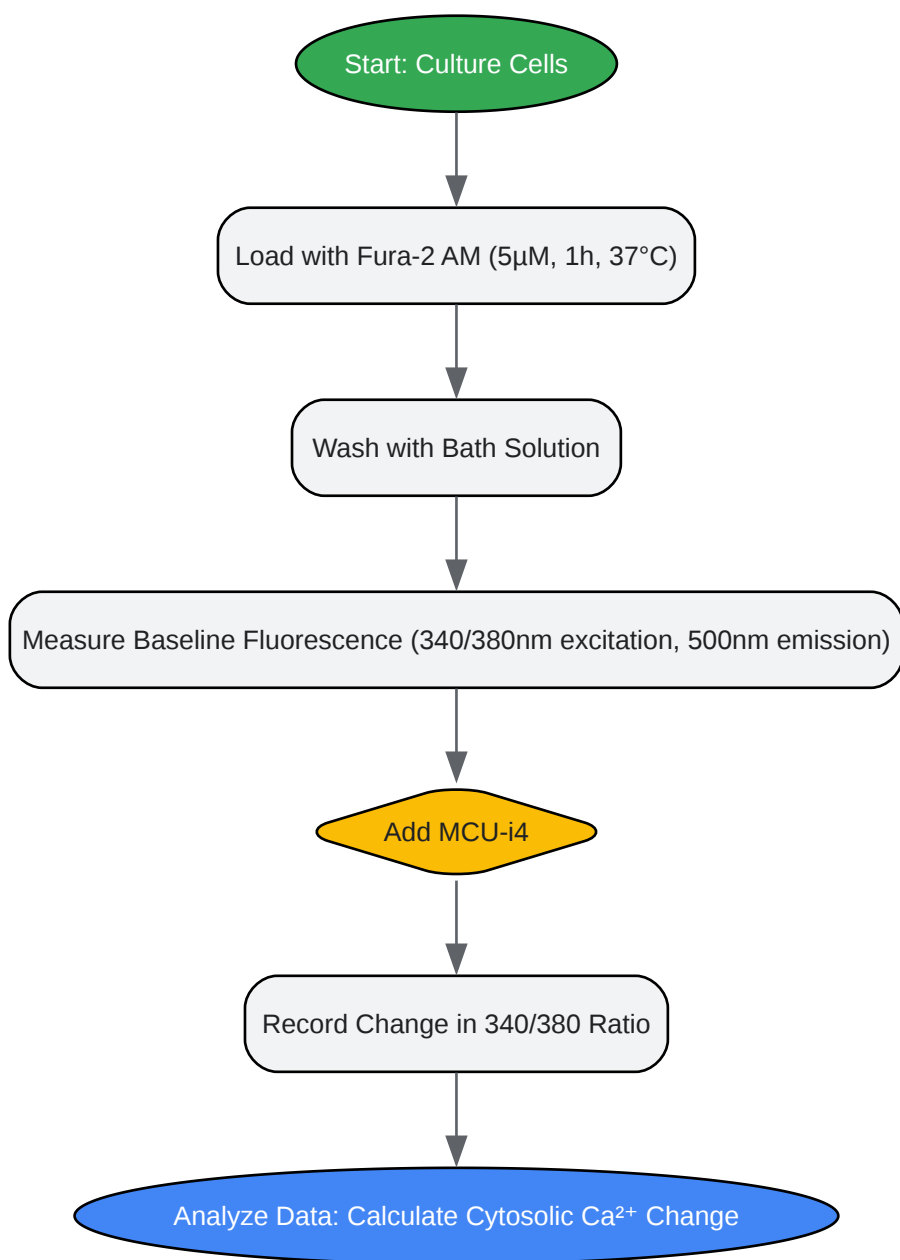 Start: Culture Cells
Load with Fura-2 AM (5µM, 1h, 37°C)
Wash with Bath Solution
Measure Baseline Fluorescence (340/380nm excitation, 500nm emission)
Add MCU-i4
Record Change in 340/380 Ratio
Analyze Data: Calculate Cytosolic Ca²⁺ Change